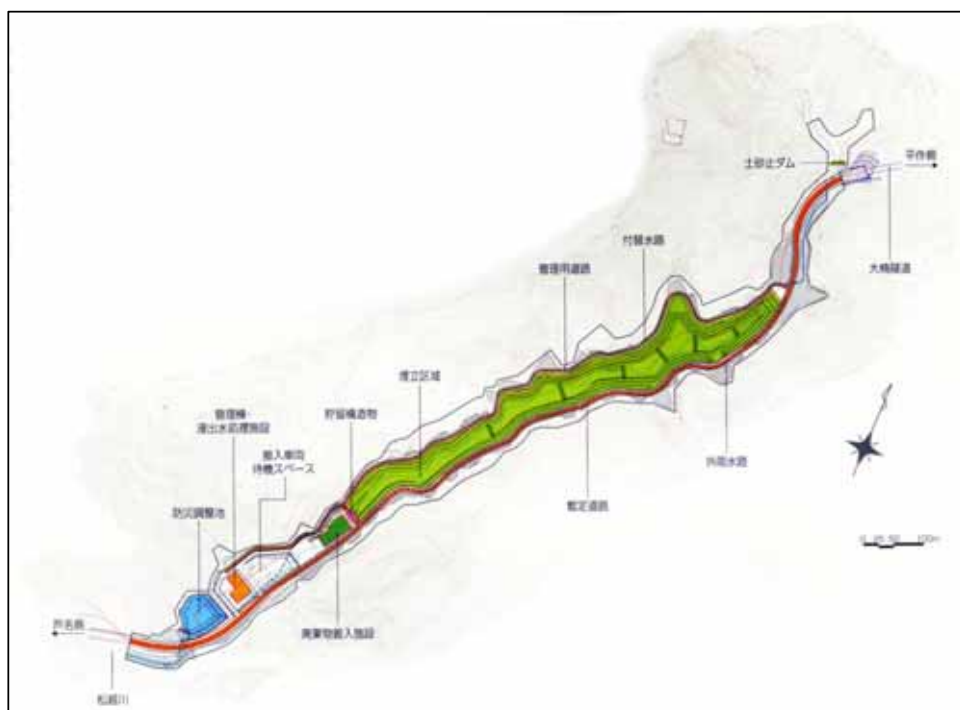 土砂止ダム
平作側
大楠隧道
付替水路
管理用道路
埋立区域
貯留構造物
管理棟・
浸出水処理施設
搬入車両
待機スペース
防災調整池
外周水路
暫定道路
廃棄物搬入施設
芦名側
松越川
0 25 50 100m